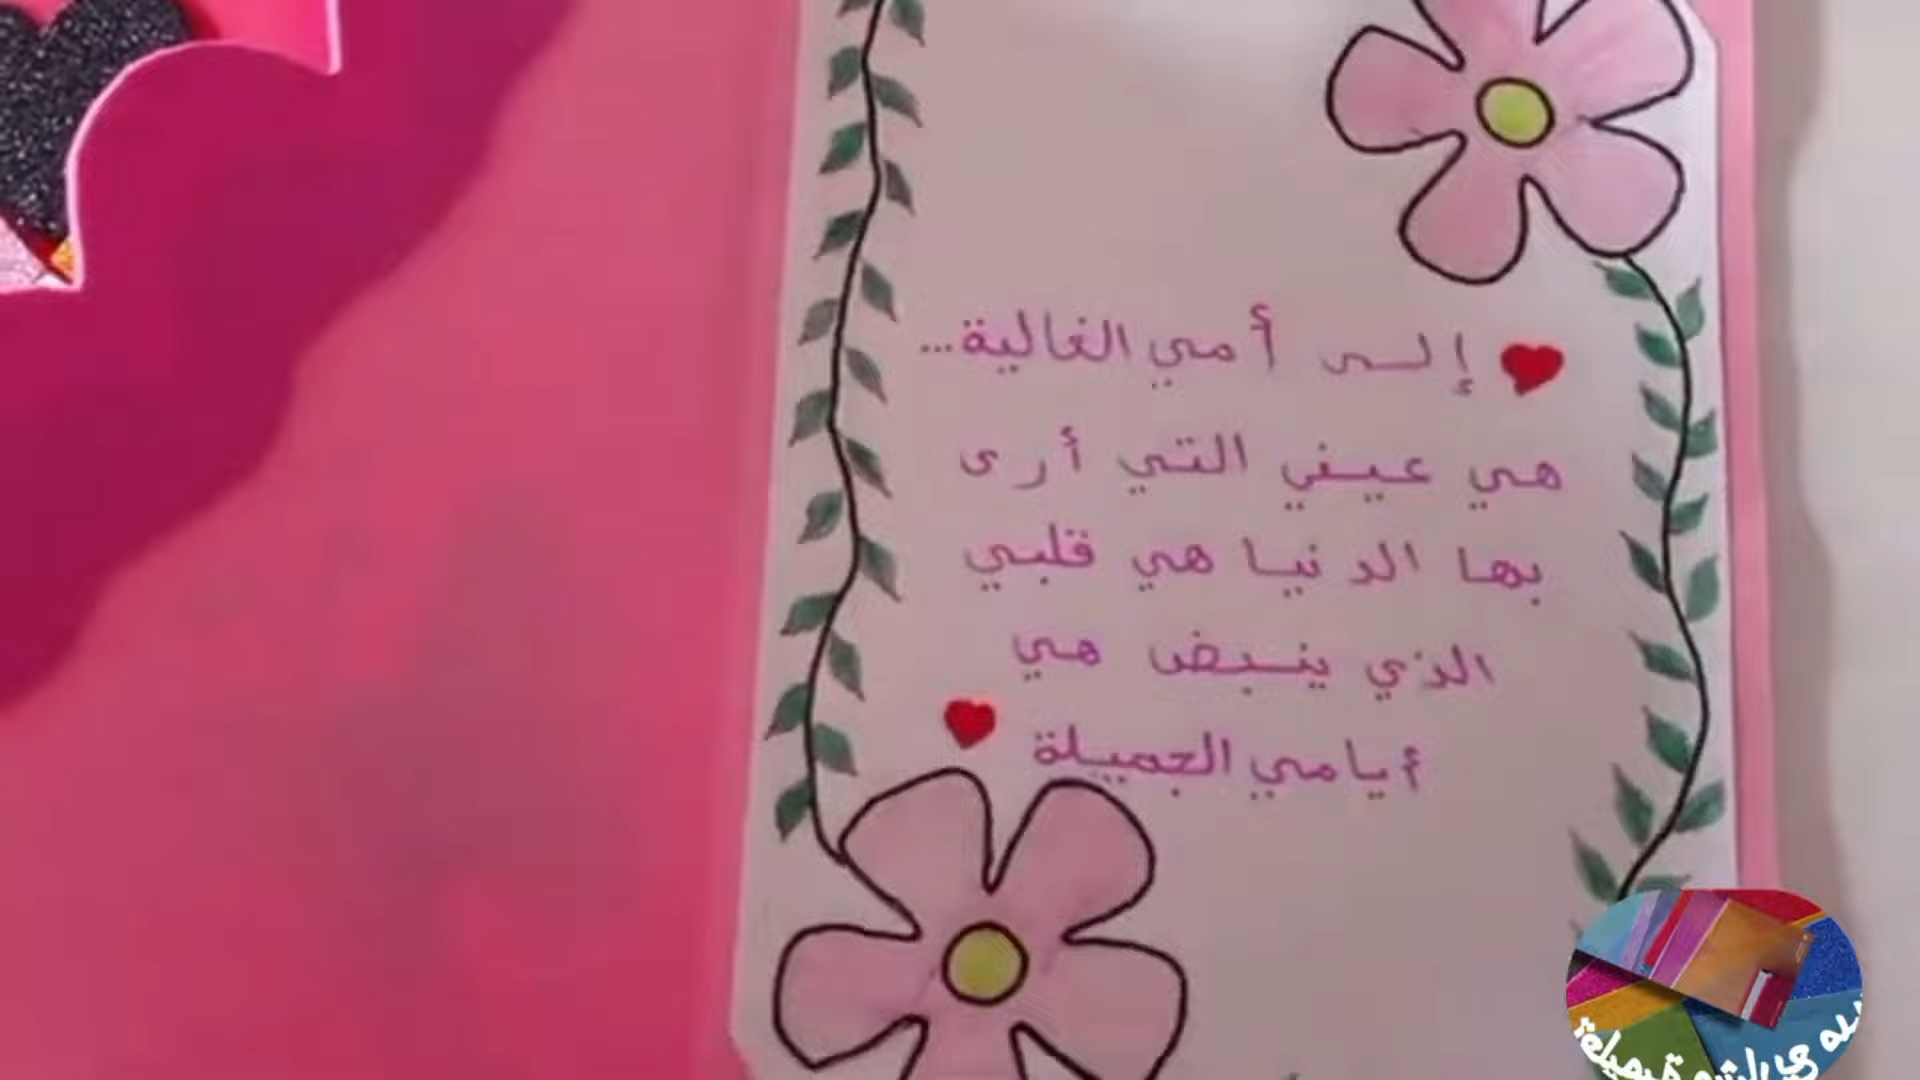 إلى أمي الغالية...
هي عيني التي أرى
بها الدنيا هي قلبي
الذي ينبض هي
أيامي الجميلة